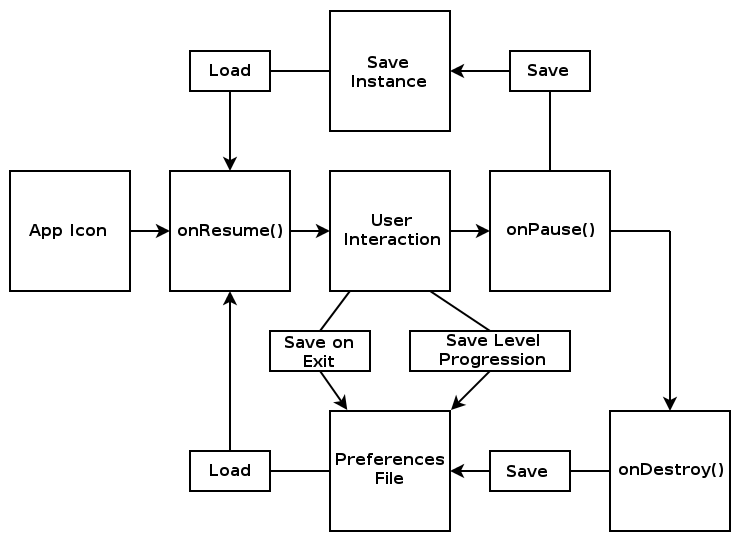 Load
Save
Instance
Save
App Icon
onResume()
User
Interaction
onPause()
Save on
Exit
Save Level
Progression
Load
Preferences
File
Save
onDestroy()